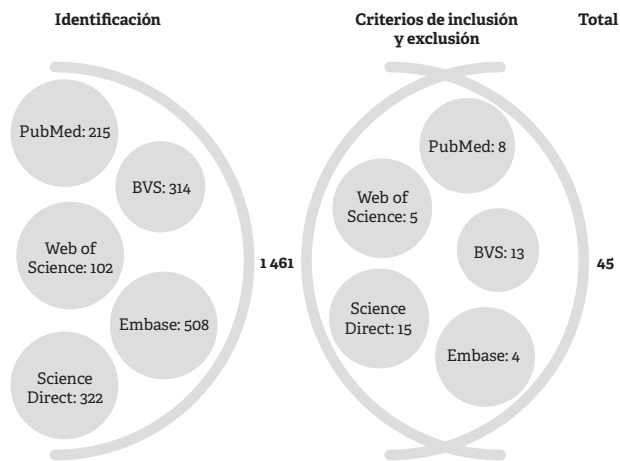 Identificación
PubMed: 215
BVS: 314
Web of
Science: 102
Embase: 508
Science
Direct: 322
1 461
Criterios de inclusión
y exclusión
PubMed: 8
Web of
Science: 5
BVS: 13
Science
Direct: 15
Embase: 4
Total
45